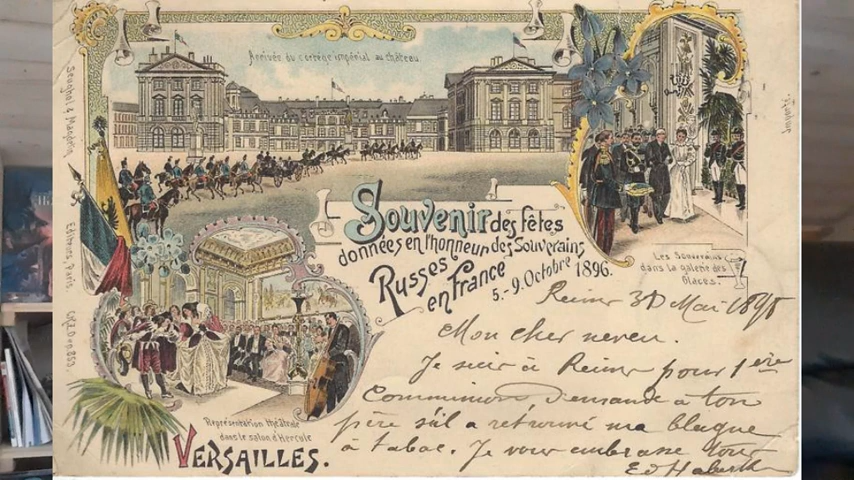 Arrivée du cortège impérial au château.
Souvenir des fêtes
données en l'honneur des Souverains
Russes
en France
5.-9. Octobre 1896.
Les Souverains
dans la galerie des
Glaces.
Editeurs, Paris.
Représentation théâtrale
dans le salon d'Hercule
VERSAILLES.
Reims 30 Mai
Mon cher neveu.
Je suis à Reims pour 1ère
Communion Demande à ton
père s'il a retrouvé ma blague
à tabac. Je vous embrasse tous
Ed